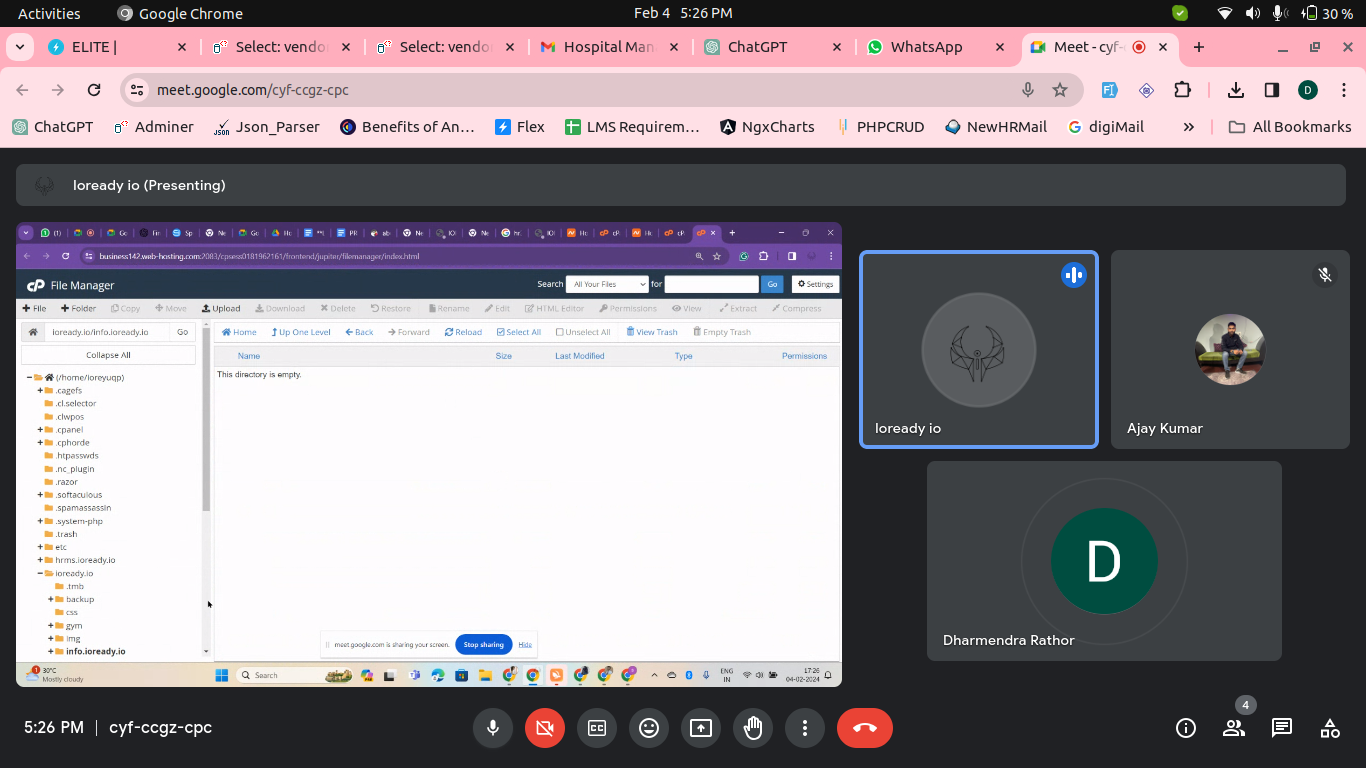 Activities Google Chrome Feb 4 5:26 PM 30 %
ELITE | Select: vendo Select: vendo Hospital Man ChatGPT WhatsApp Meet - cyf-
meet.google.com/cyf-ccgz-cpc D
ChatGPT Adminer Json_Parser Benefits of An... Flex LMS Requirem... NgxCharts PHPCRUD NewHRMail digiMail » All Bookmarks
Ioready io (Presenting)
business142.web-hosting.com:2083/cpsess0181962161/frontend/jupiter/filemanager/index.html
cP File Manager Search All Your Files for Go Settings
+ File + Folder Copy Move Upload Download Delete Restore Rename Edit HTML Editor Permissions View Extract Compress
ioready.io/info.ioready.io Go Home Up One Level Back Forward Reload Select All Unselect All View Trash Empty Trash
Collapse All Name Size Last Modified Type Permissions
This directory is empty.
(/home/ioreyuqp)
.cagefs
.cl.selector
.clwpos
.cpanel
.cphorde
.htpasswds
.nc_plugin
.razor
.softaculous
.spamassassin
.system-php
.trash
etc
hrms.ioready.io
ioready.io
.tmb
backup
css
gym
img
info.ioready.io
meet.google.com is sharing your screen. Stop sharing Hide
30°C
Mostly cloudy
Search
ENG
IN
17:26
04-02-2024
Ioready io
Ajay Kumar
D
Dharmendra Rathor
5:26 PM | cyf-ccgz-cpc
4